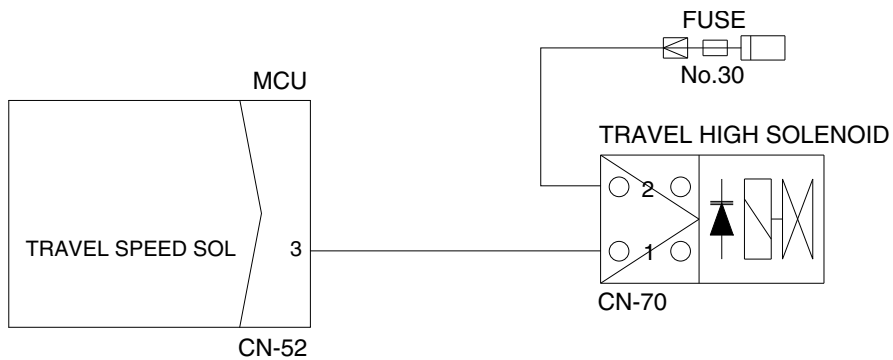 FUSE
No.30
MCU
TRAVEL HIGH SOLENOID
2
TRAVEL SPEED SOL 3
1
CN-70
CN-52